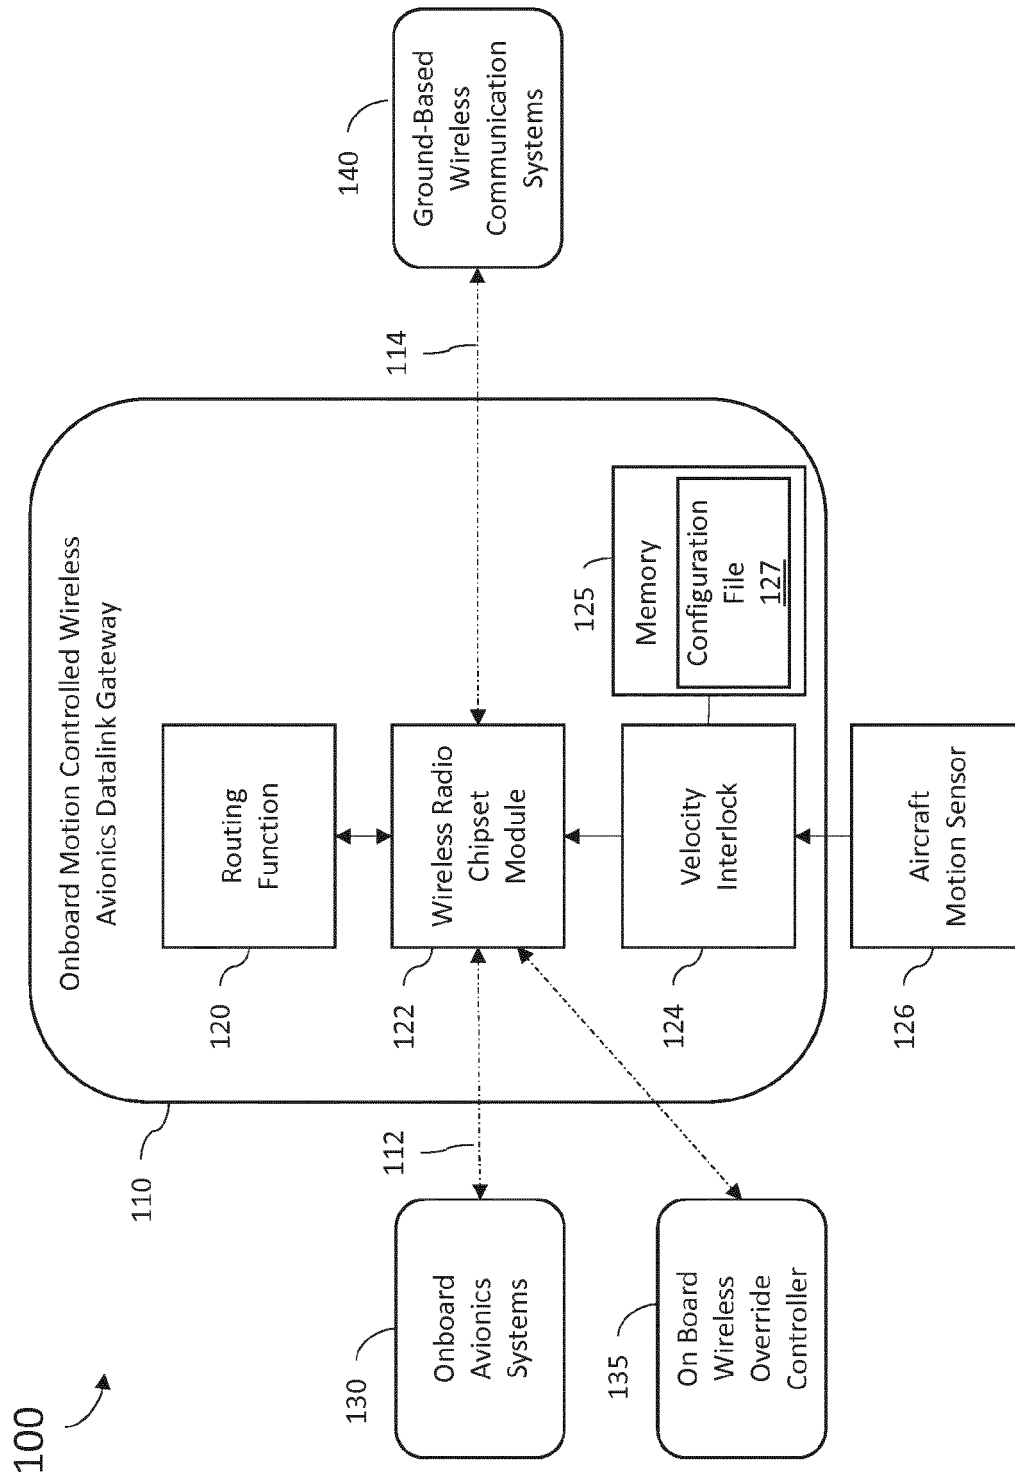 100
110
Onboard Motion Controlled Wireless
Avionics Datalink Gateway
120
Routing
Function
130
Onboard
Avionics
Systems
112
122
Wireless Radio
Chipset
Module
114
140
Ground-Based
Wireless
Communication
Systems
135
On Board
Wireless
Override
Controller
124
Velocity
Interlock
125
Memory
Configuration
File
127
126
Aircraft
Motion Sensor